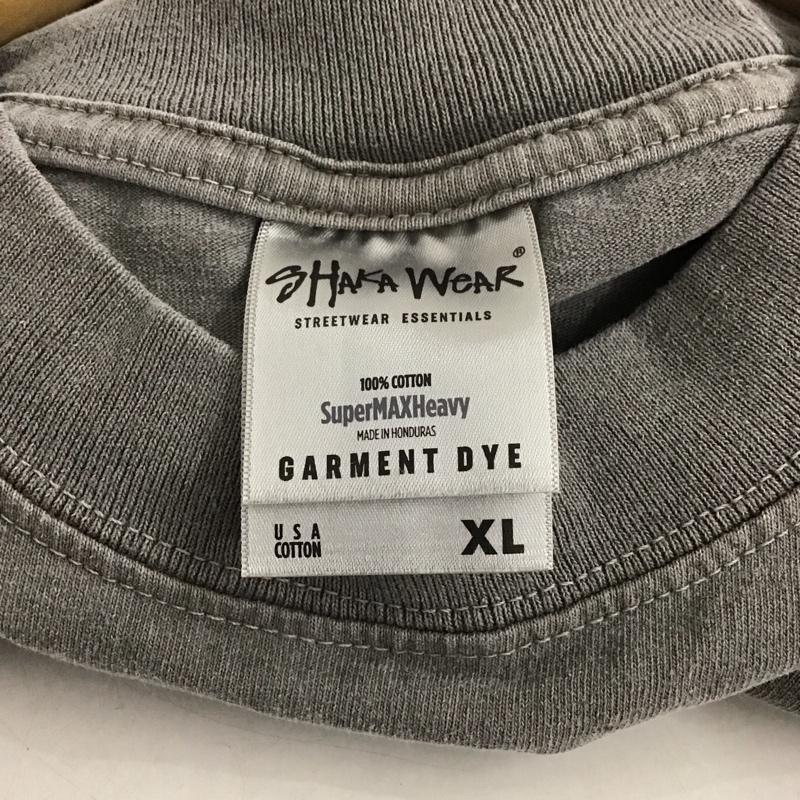 SHAKA WEAR®
STREETWEAR ESSENTIALS
100% COTTON
SuperMAXHeavy
MADE IN HONDURAS
GARMENT DYE
USA
COTTON
XL